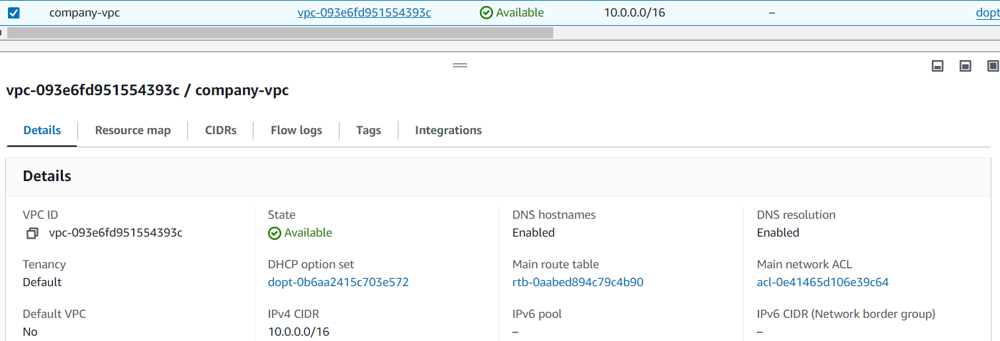 company-vpc vpc-093e6fd951554393c Available 10.0.0.0/16 – dopt
vpc-093e6fd951554393c / company-vpc
Details Resource map CIDRs Flow logs Tags Integrations
Details
VPC ID State DNS hostnames DNS resolution
vpc-093e6fd951554393c Available Enabled Enabled
Tenancy DHCP option set Main route table Main network ACL
Default dopt-0b6aa2415c703e572 rtb-0aabed894c79c4b90 acl-0e41465d106e39c64
Default VPC IPv4 CIDR IPv6 pool IPv6 CIDR (Network border group)
No 10.0.0.0/16 – –